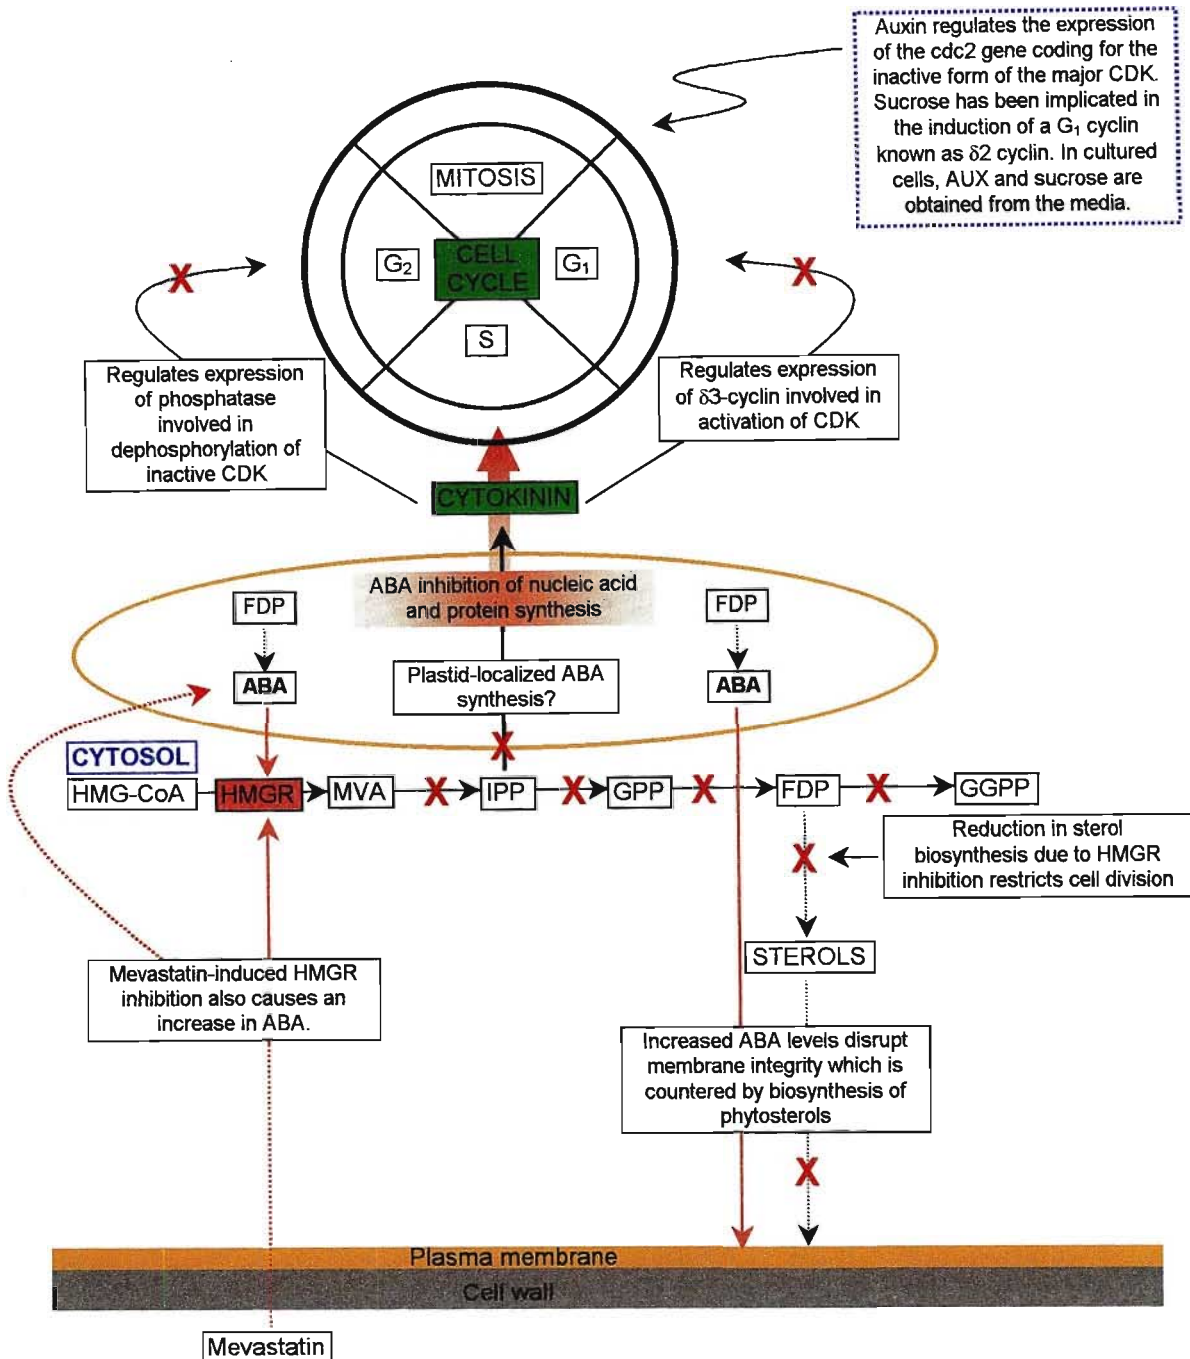 Auxin regulates the expression
of the cdc2 gene coding for the
inactive form of the major CDK.
Sucrose has been implicated in
the induction of a G₁ cyclin
known as δ2 cyclin. In cultured
cells, AUX and sucrose are
obtained from the media.
MITOSIS
G₂
CELL
CYCLE
G₁
S
X
X
Regulates expression
of phosphatase
involved in
dephosphorylation of
inactive CDK
Regulates expression
of δ3-cyclin involved in
activation of CDK
CYTOKININ
ABA inhibition of nucleic acid
and protein synthesis
FDP
ABA
Plastid-localized ABA
synthesis?
FDP
ABA
X
CYTOSOL
HMG-CoA
HMGR
MVA
X
IPP
X
GPP
X
FDP
X
GGPP
X
Reduction in sterol
biosynthesis due to HMGR
inhibition restricts cell division
STEROLS
Mevastatin-induced HMGR
inhibition also causes an
increase in ABA.
Increased ABA levels disrupt
membrane integrity which is
countered by biosynthesis of
phytosterols
X
Plasma membrane
Cell wall
Mevastatin